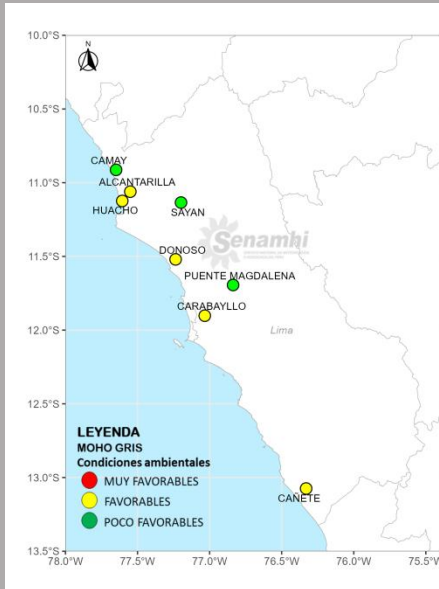 10.0°S
N
10.5°S
CAMAY
11.0°S
ALCANTARILLA
HUACHO
SAYAN
11.5°S
DONOSO
Senamhi
PUENTE MAGDALENA
CARABAYLLO
12.0°S
Lima
12.5°S
LEYENDA
MOHO GRIS
Condiciones ambientales
MUY FAVORABLES
FAVORABLES
POCO FAVORABLES
13.0°S
CAÑETE
13.5°S
78.0°W 77.5°W 77.0°W 76.5°W 76.0°W 75.5°W